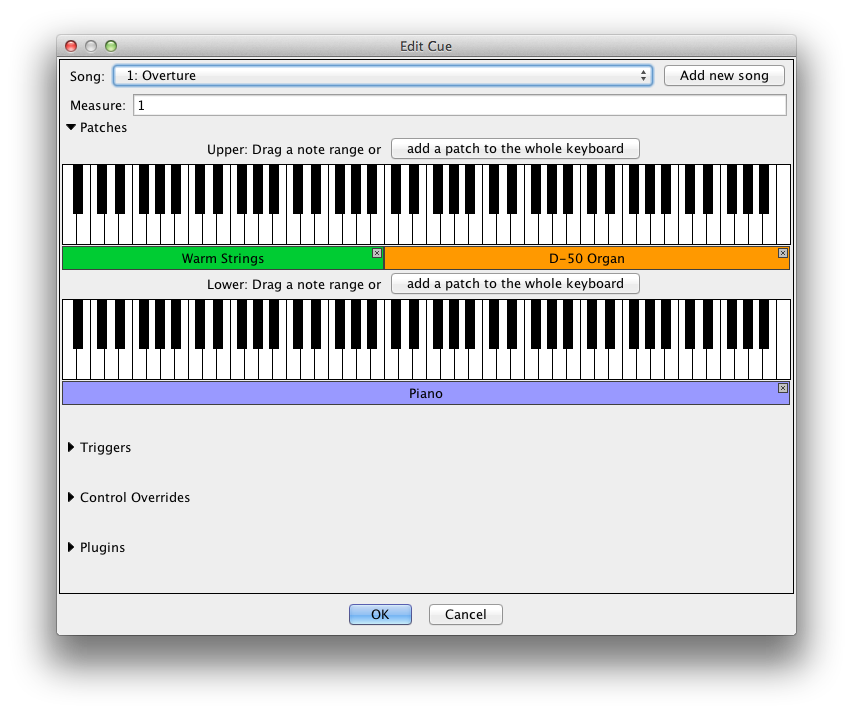 Edit Cue
Song: 1: Overture Add new song
Measure: 1
Patches
Upper: Drag a note range or add a patch to the whole keyboard
Warm Strings D-50 Organ
Lower: Drag a note range or add a patch to the whole keyboard
Piano
Triggers
Control Overrides
Plugins
OK Cancel